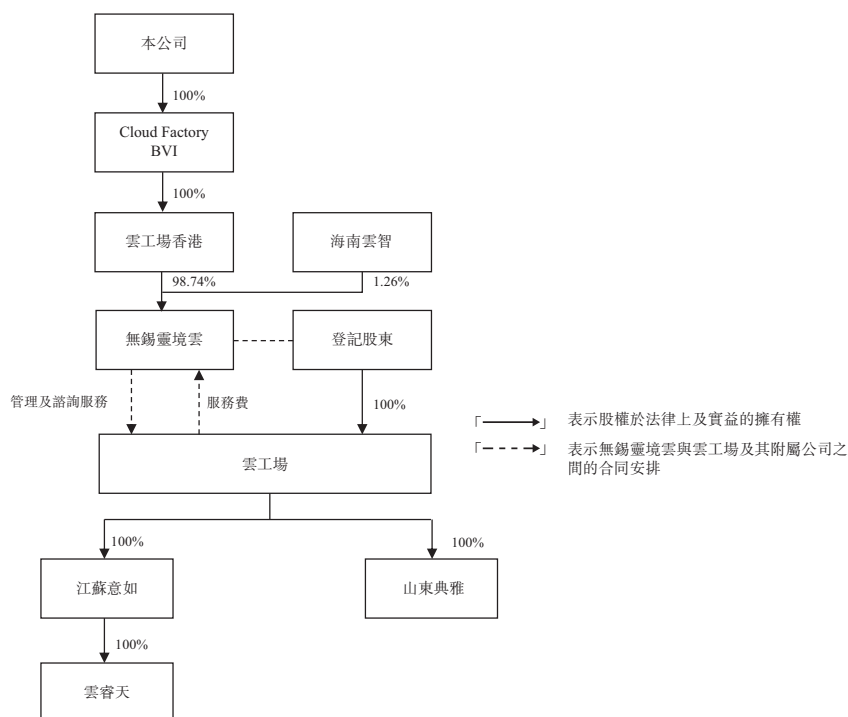 本公司
100%
Cloud Factory
BVI
100%
雲工場香港
海南雲智
98.74%
1.26%
無錫靈境雲
登記股東
管理及諮詢服務
服務費
100%
「 」 表示股權於法律上及實益的擁有權
「 」 表示無錫靈境雲與雲工場及其附屬公司之
間的合同安排
雲工場
100%
100%
江蘇意如
山東典雅
100%
雲睿天